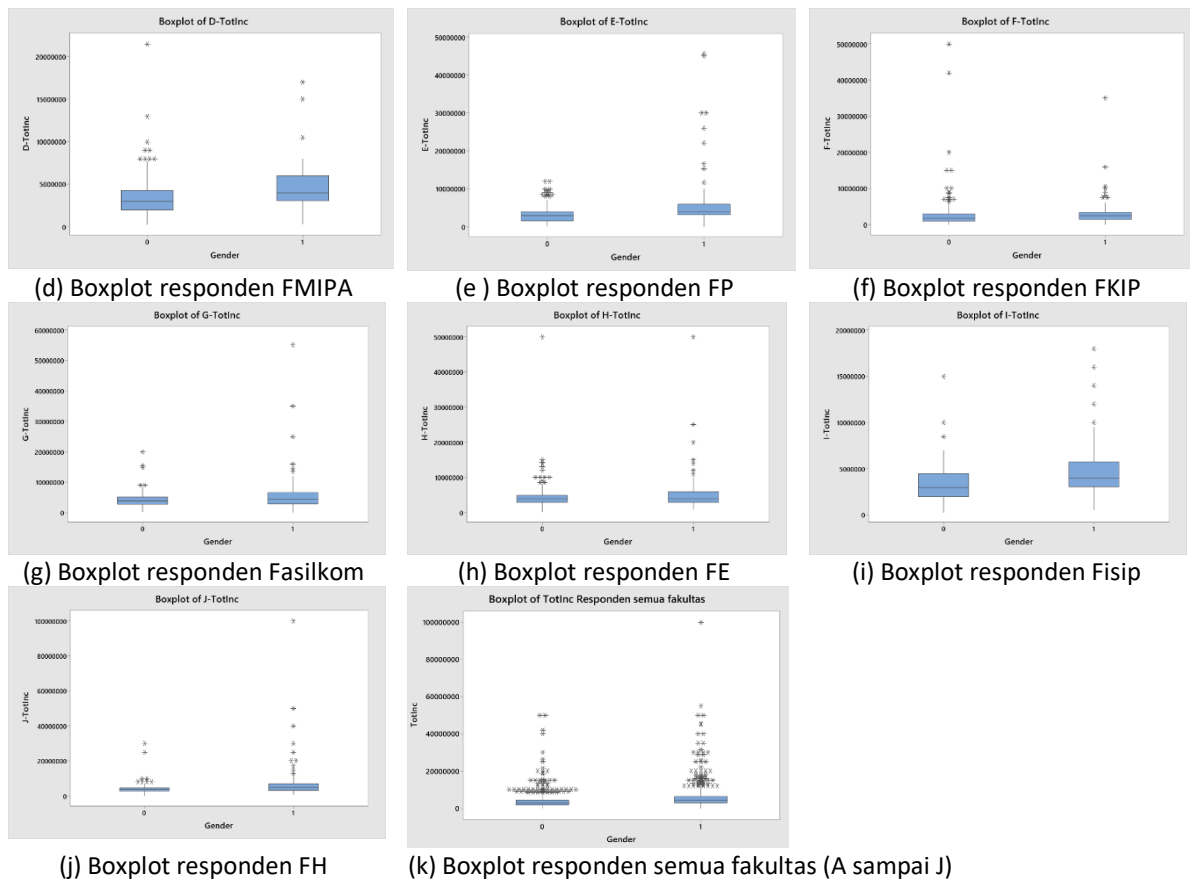 Boxplot of D-TotInc
D-TotInc
20000000
15000000
10000000
5000000
0
0 1
Gender
(d) Boxplot responden FMIPA
Boxplot of E-TotInc
E-TotInc
50000000
40000000
30000000
20000000
10000000
0
0 1
Gender
(e ) Boxplot responden FP
Boxplot of F-TotInc
F-TotInc
50000000
40000000
30000000
20000000
10000000
0
0 1
Gender
(f) Boxplot responden FKIP
Boxplot of G-TotInc
G-TotInc
60000000
50000000
40000000
30000000
20000000
10000000
0
0 1
Gender
(g) Boxplot responden Fasilkom
Boxplot of H-TotInc
H-TotInc
50000000
40000000
30000000
20000000
10000000
0
0 1
Gender
(h) Boxplot responden FE
Boxplot of I-TotInc
I-TotInc
20000000
15000000
10000000
5000000
0
0 1
Gender
(i) Boxplot responden Fisip
Boxplot of J-TotInc
J-TotInc
100000000
80000000
60000000
40000000
20000000
0
0 1
Gender
(j) Boxplot responden FH
Boxplot of TotInc Responden semua fakultas
TotInc
100000000
80000000
60000000
40000000
20000000
0
0 1
Gender
(k) Boxplot responden semua fakultas (A sampai J)